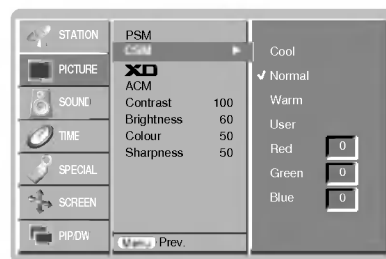 STATION
PICTURE
SOUND
TIME
SPECIAL
SCREEN
PIP/DW
PSM
CSM
XD
ACM
Contrast 100
Brightness 60
Colour 50
Sharpness 50
Menu Prev.
Cool
✓ Normal
Warm
User
Red 0
Green 0
Blue 0